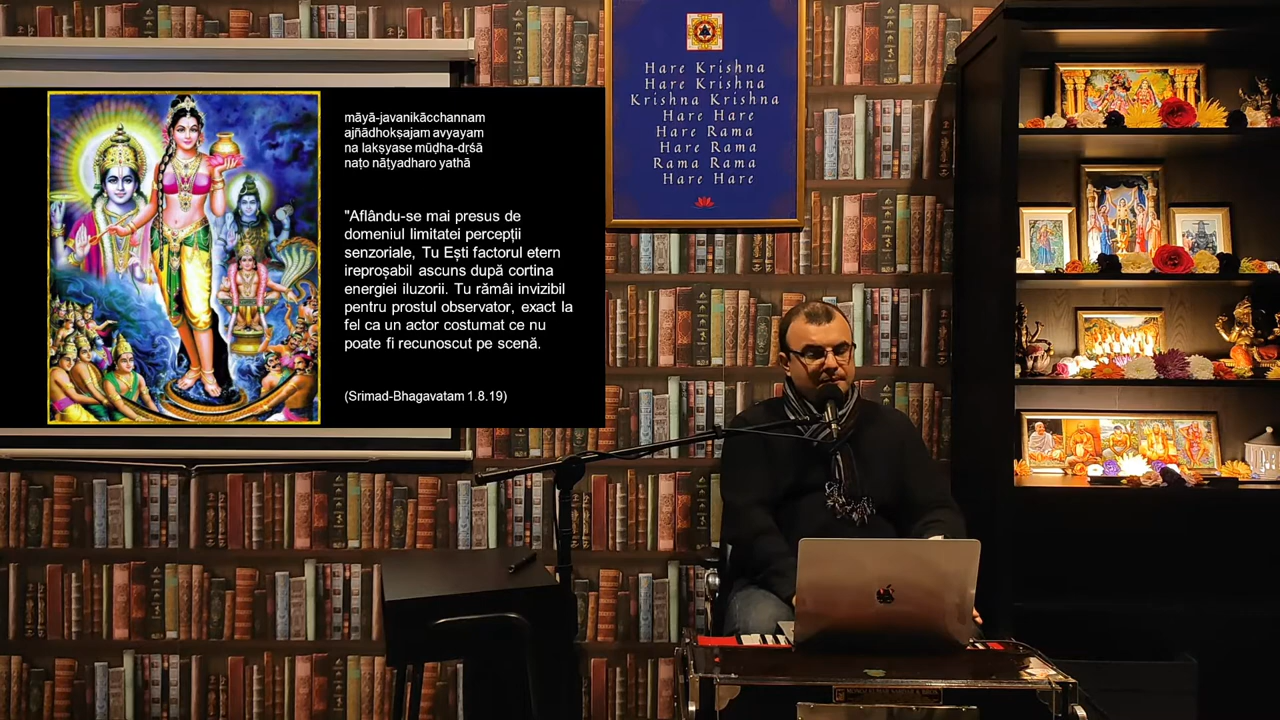 māyā-javanikācchannam
ajñādhokṣajam avyayam
na lakṣyase mūḍha-dṛśā
naṭo nāṭyadharo yathā
"Aflându-se mai presus de
domeniul limitatei percepții
senzoriale, Tu Ești factorul etern
ireproșabil ascuns după cortina
energiei iluzorii. Tu rămâi invizibil
pentru prostul observator, exact la
fel ca un actor costumat ce nu
poate fi recunoscut pe scenă.
(Srimad-Bhagavatam 1.8.19)
Hare Krishna
Hare Krishna
Krishna Krishna
Hare Hare
Hare Rama
Hare Rama
Rama Rama
Hare Hare